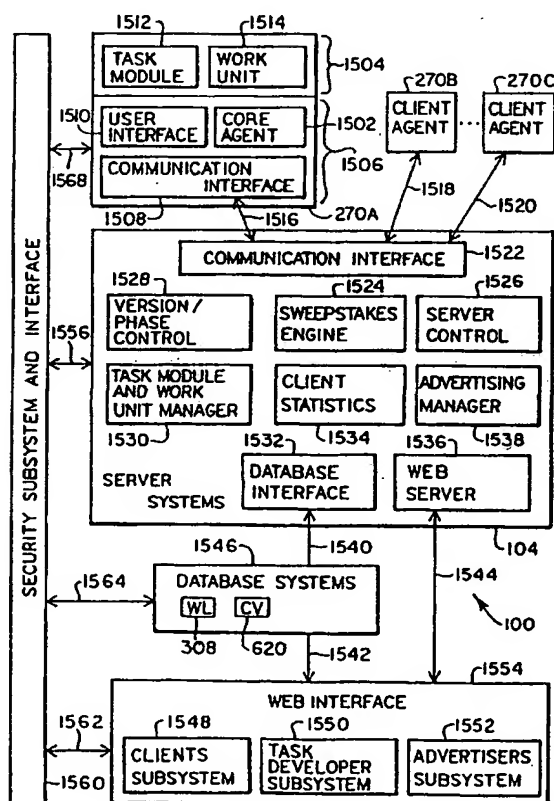 1512
1514
TASK MODULE
WORK UNIT
1504
1510
USER INTERFACE
CORE AGENT
1502
1506
COMMUNICATION INTERFACE
1568
1508
1516
270A
270B
270C
CLIENT AGENT
...
CLIENT AGENT
1518
1520
COMMUNICATION INTERFACE
1522
1528
1524
1526
VERSION/ PHASE CONTROL
SWEEPSTAKES ENGINE
SERVER CONTROL
1556
TASK MODULE AND WORK UNIT MANAGER
CLIENT STATISTICS
ADVERTISING MANAGER
1530
1532
1534
1536
1538
SERVER SYSTEMS
DATABASE INTERFACE
WEB SERVER
104
1546
1540
1544
DATABASE SYSTEMS
1564
WL
CV
308
620
1542
100
1554
WEB INTERFACE
1562
1548
1550
1552
CLIENTS SUBSYSTEM
TASK DEVELOPER SUBSYSTEM
ADVERTISERS SUBSYSTEM
1560
SECURITY SUBSYSTEM AND INTERFACE